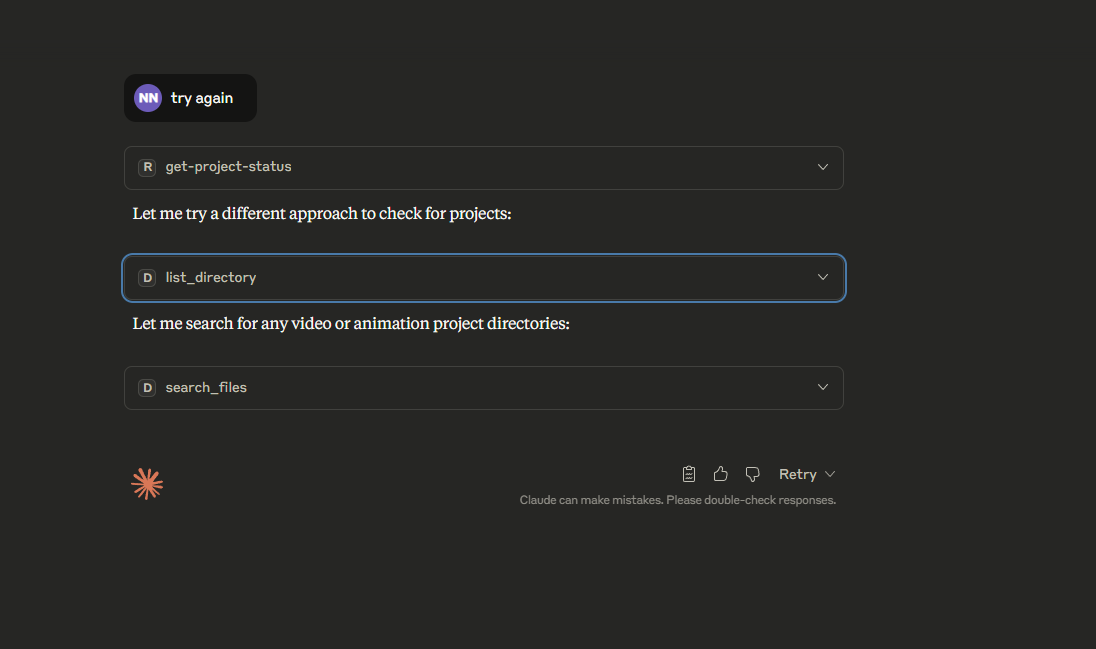 NN try again
R get-project-status
Let me try a different approach to check for projects:
D list_directory
Let me search for any video or animation project directories:
D search_files
Retry
Claude can make mistakes. Please double-check responses.